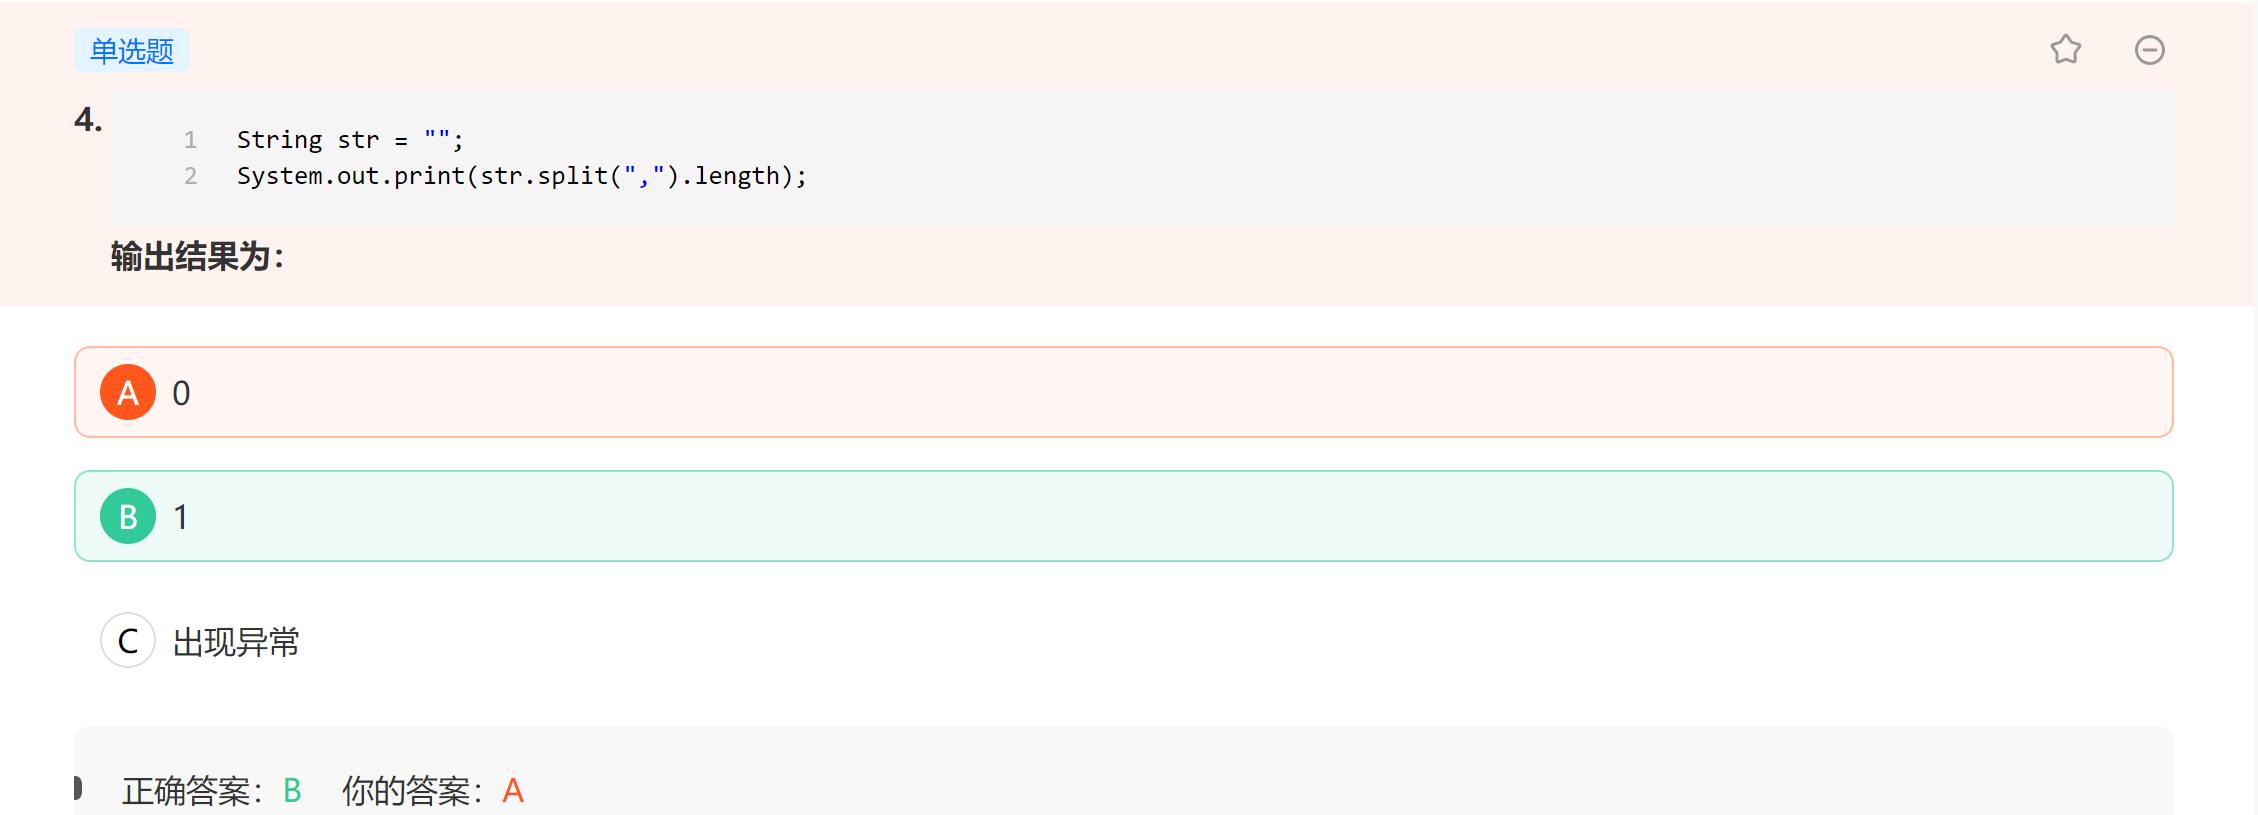 单选题
4.
1 String str = "";
2 System.out.print(str.split(",").length);
输出结果为：
A 0
B 1
C 出现异常
正确答案：B 你的答案：A